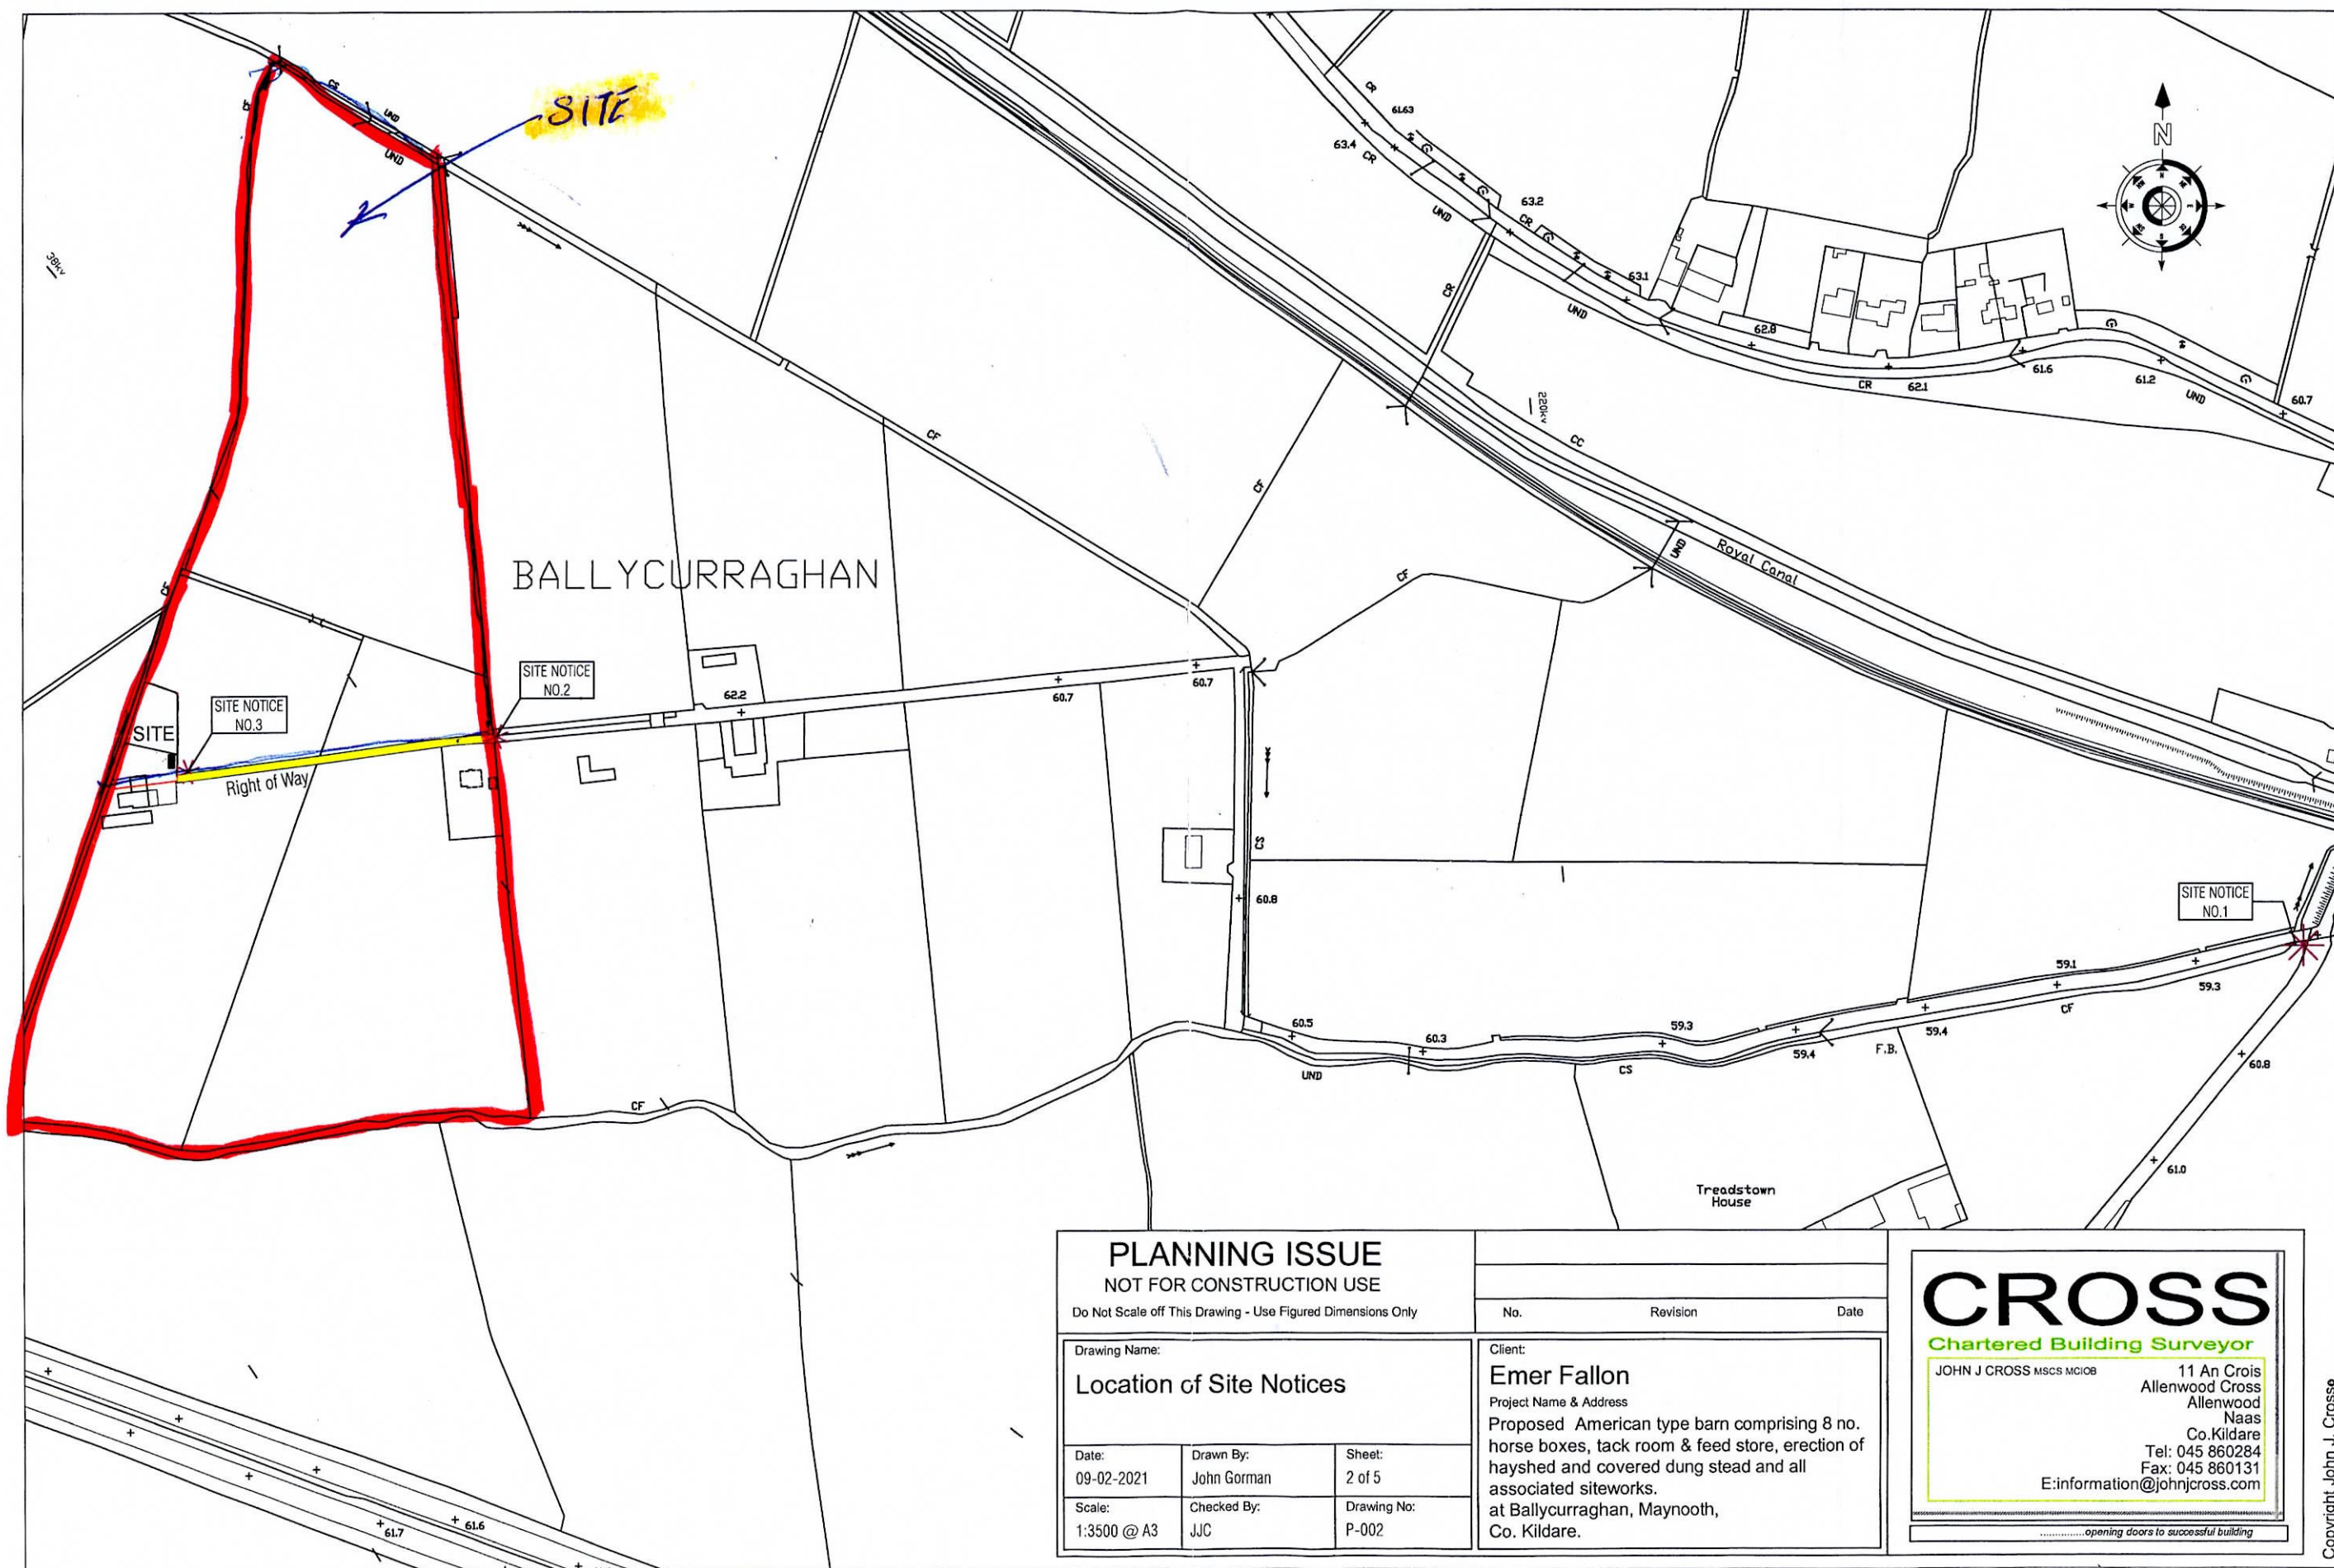 SITE
CS
UND
CF
UND
38kv
CR
61.63
63.4
CR
G
G
63.2
CR
UND
G
63.1
N
CR
UND
62.8
G
CR
62.1
61.6
61.2
UND
G
60.7
220kv
CC
CF
CF
CF
UND
Royal Canal
BALLYCURRAGHAN
CF
SITE NOTICE
NO.2
SITE NOTICE
NO.3
SITE
62.2
60.7
60.7
Right of Way
CS
60.8
SITE NOTICE
NO.1
59.1
59.3
CF
60.5
60.3
59.3
59.4
59.4
F.B.
UND
CS
60.8
CF
61.0
Treadstown
House
61.7
61.6
PLANNING ISSUE
NOT FOR CONSTRUCTION USE
Do Not Scale off This Drawing - Use Figured Dimensions Only
No. Revision Date
Drawing Name:
Location of Site Notices
Date: Drawn By: Sheet:
09-02-2021 John Gorman 2 of 5
Scale: Checked By: Drawing No:
1:3500 @ A3 JJC P-002
Client:
Emer Fallon
Project Name & Address
Proposed American type barn comprising 8 no.
horse boxes, tack room & feed store, erection of
hayshed and covered dung stead and all
associated siteworks.
at Ballycurraghan, Maynooth,
Co. Kildare.
CROSS
Chartered Building Surveyor
JOHN J CROSS MSCS MCIOB
11 An Crois
Allenwood Cross
Allenwood
Naas
Co.Kildare
Tel: 045 860284
Fax: 045 860131
E:information@johnjcross.com
...............opening doors to successful building
Copyright John J. Crosse